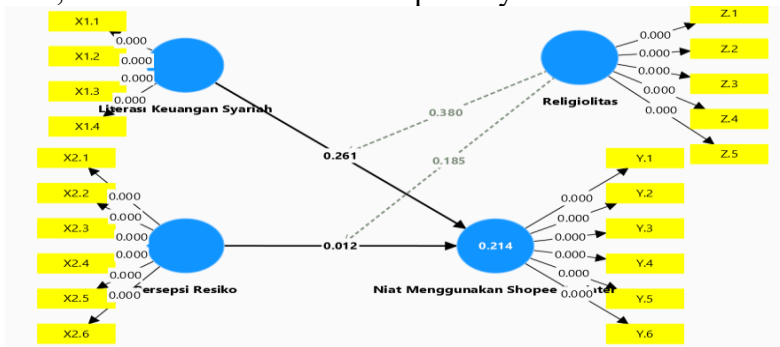 X1.1
X1.2
X1.3
X1.4
0.000
0.000
0.000
0.000
Literasi Keuangan Syariah
Z.1
Z.2
Z.3
Z.4
Z.5
0.000
0.000
0.000
0.000
0.000
Religiolitas
0.380
0.261
0.185
0.012
X2.1
X2.2
X2.3
X2.4
X2.5
X2.6
0.000
0.000
0.000
0.000
0.000
0.000
ersepsi Resiko
0.214
Niat Menggunakan Shopee
ter
Y.1
Y.2
Y.3
Y.4
Y.5
Y.6
0.000
0.000
0.000
0.000
0.000
0.000